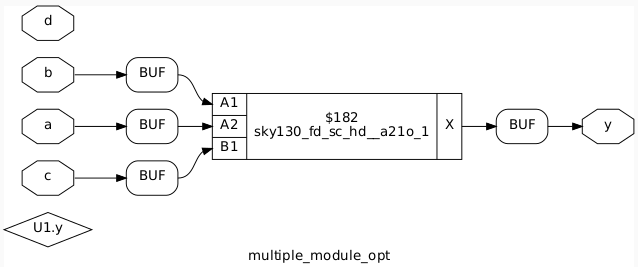 d
b
BUF
A1
$182
a
BUF
A2
sky130_fd_sc_hd__a21o_1
X
BUF
y
B1
c
BUF
U1.y
multiple_module_opt